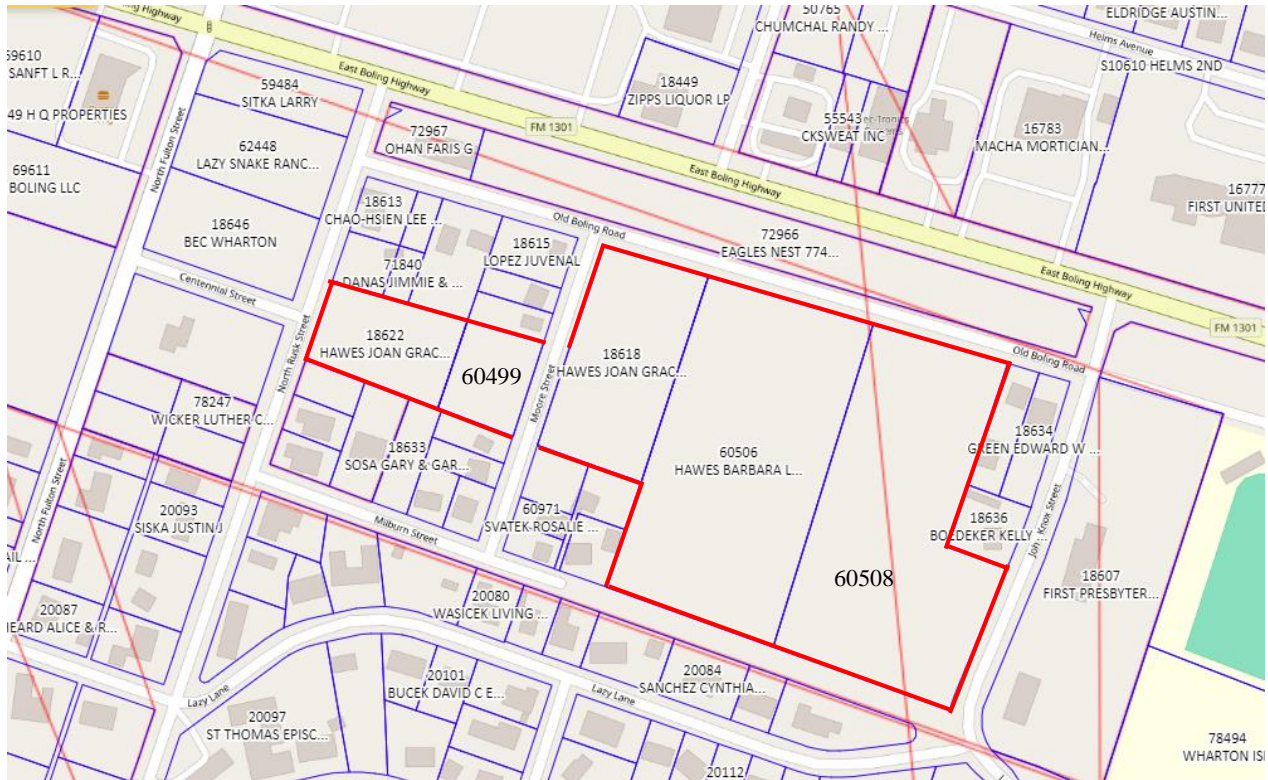 ling Highway
50765
CHUMCHAL RANDY ...
ELDRIDGE AUSTIN...
Helms Avenue
S10610 HELMS 2ND
59610
SANFT L R...
59484
SITKA LARRY
East Boling Highway
18449
ZIPPS LIQUOR LP
49 H Q PROPERTIES
FM 1301
55543
CKSWEAT INC
16783
MACHA MORTICIAN...
72967
OHAN FARIS G
62448
LAZY SNAKE RANC...
North Fulton Street
69611
BOLING LLC
East Boling Highway
16777
FIRST UNITED
18613
CHAO-HSIEN LEE ...
Old Boling Road
18646
BEC WHARTON
18615
LOPEZ JUVENAL
72966
EAGLES NEST 774...
71840
DANAS JIMMIE & ...
Centennial Street
East Boling Highway
FM 1301
18622
HAWES JOAN GRAC...
North Rusk Street
60499
Moore Street
18618
HAWES JOAN GRAC...
Old Boling Road
78247
WICKER LUTHER C...
18633
SOSA GARY & GAR...
60506
HAWES BARBARA L...
18634
GREEN EDWARD W ...
North Fulton Street
20093
SISKA JUSTIN J
Milburn Street
60971
SVATEK ROSALIE ...
18636
BOEDEKER KELLY ...
John Knox Street
60508
18607
FIRST PRESBYTER...
20087
HEARD ALICE & R...
20080
WASICEK LIVING ...
20101
BUCEK DAVID C E...
20084
SANCHEZ CYNTHIA...
Lazy Lane
Lazy Lane
20097
ST THOMAS EPISC...
78494
WHARTON IS
20112